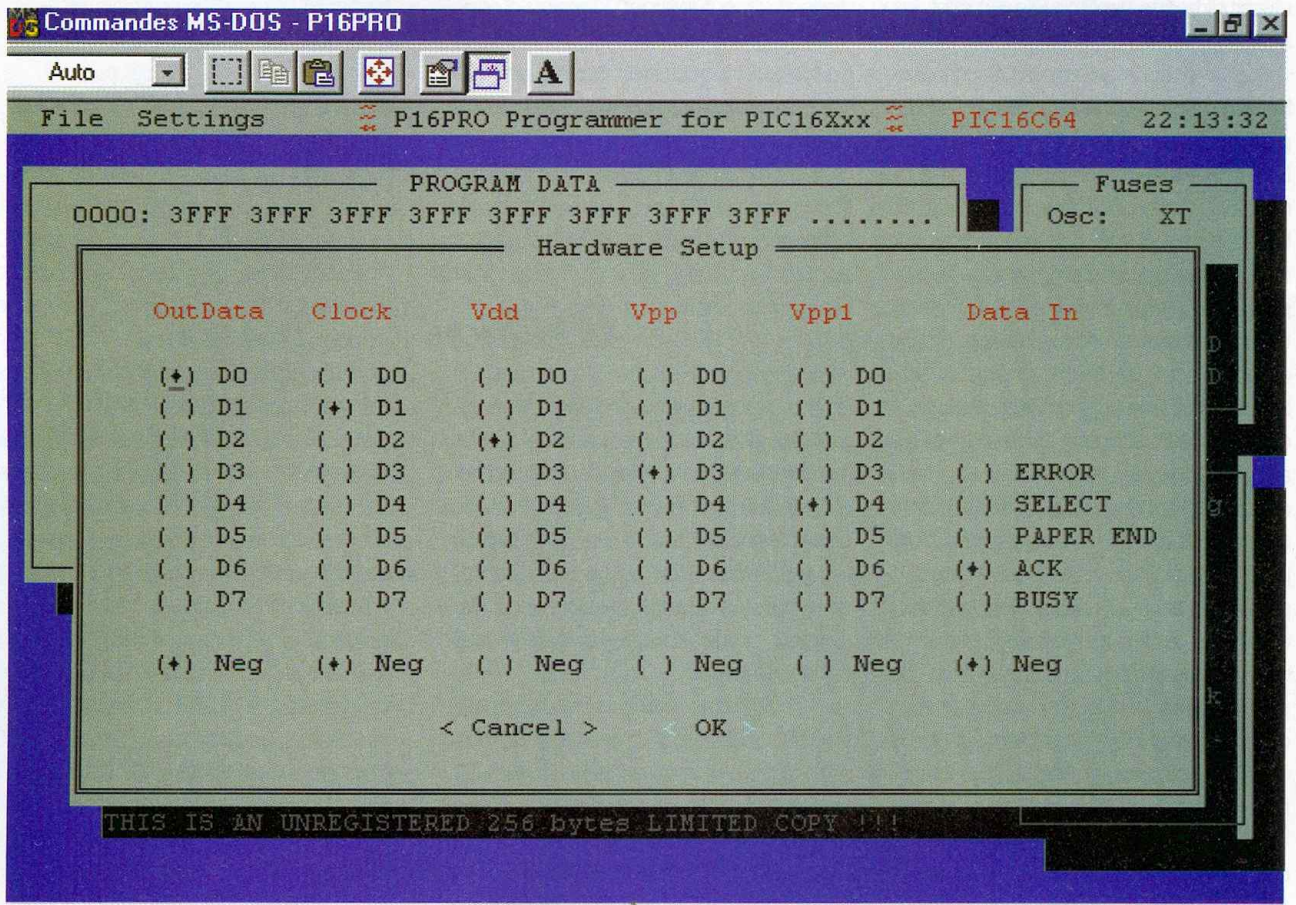 Commandes MS-DOS - P16PRO
Auto
A
File Settings P16PRO Programmer for PIC16Xxx PIC16C64 22:13:32
PROGRAM DATA Fuses
0000: 3FFF 3FFF 3FFF 3FFF 3FFF 3FFF 3FFF 3FFF ........ Osc: XT
Hardware Setup
OutData Clock Vdd Vpp Vpp1 Data In
(♦) D0 ( ) D0 ( ) D0 ( ) D0 ( ) D0
( ) D1 (♦) D1 ( ) D1 ( ) D1 ( ) D1
( ) D2 ( ) D2 (♦) D2 ( ) D2 ( ) D2
( ) D3 ( ) D3 ( ) D3 (♦) D3 ( ) D3 ( ) ERROR
( ) D4 ( ) D4 ( ) D4 ( ) D4 (♦) D4 ( ) SELECT
( ) D5 ( ) D5 ( ) D5 ( ) D5 ( ) D5 ( ) PAPER END
( ) D6 ( ) D6 ( ) D6 ( ) D6 ( ) D6 (♦) ACK
( ) D7 ( ) D7 ( ) D7 ( ) D7 ( ) D7 ( ) BUSY
(♦) Neg (♦) Neg ( ) Neg ( ) Neg ( ) Neg (♦) Neg
< Cancel > < OK >
THIS IS AN UNREGISTERED 256 bytes LIMITED COPY !!!